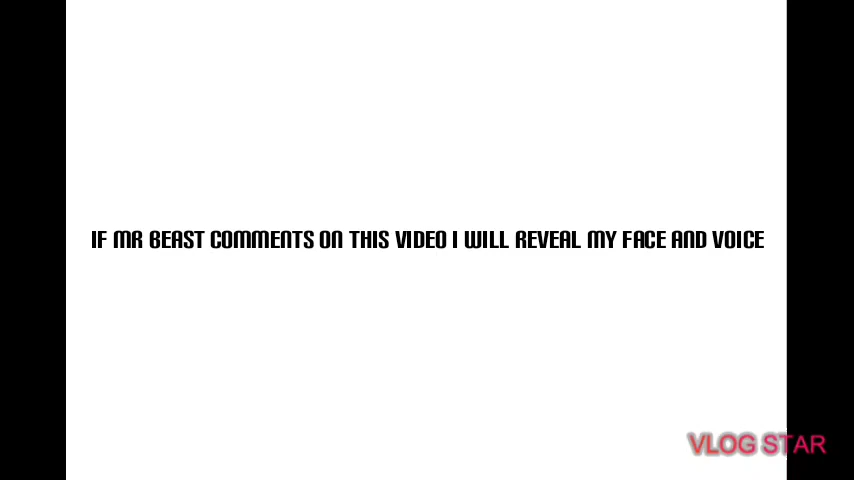 IF MR BEAST COMMENTS ON THIS VIDEO I WILL REVEAL MY FACE AND VOICE
VLOG STAR